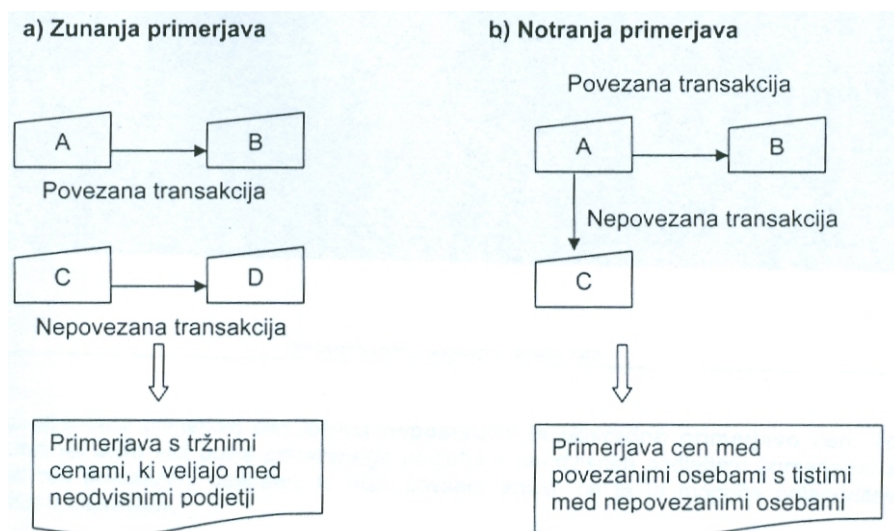 a) Zunanja primerjava
A
B
Povezana transakcija
C
D
Nepovezana transakcija
Primerjava s tržnimi
cenami, ki veljajo med
neodvisnimi podjetji
b) Notranja primerjava
Povezana transakcija
A
B
Nepovezana transakcija
C
Primerjava cen med
povezanimi osebami s tistimi
med nepovezanimi osebami